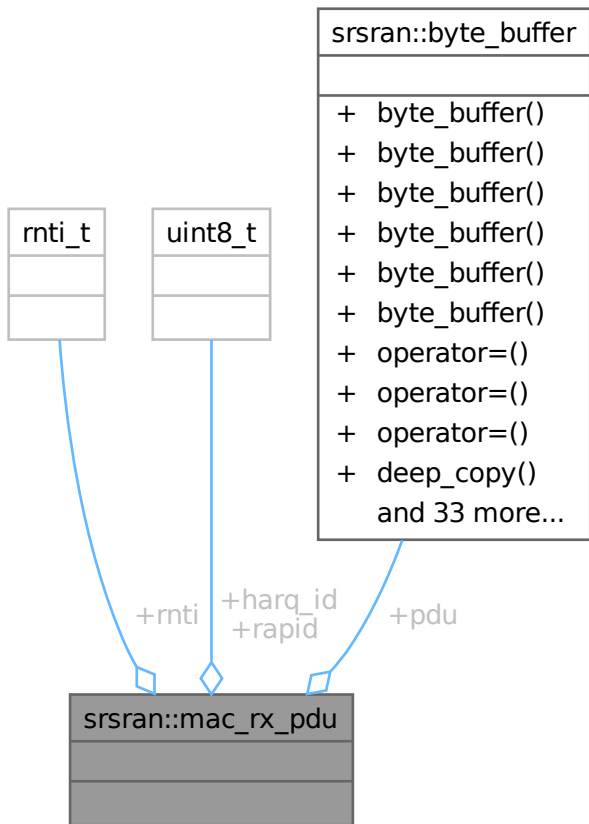 srsran::byte_buffer
+ byte_buffer()
+ byte_buffer()
+ byte_buffer()
+ byte_buffer()
+ byte_buffer()
+ byte_buffer()
+ operator=()
+ operator=()
+ operator=()
+ deep_copy()
and 33 more...
rnti_t
uint8_t
+rnti
+harq_id
+rapid
+pdu
srsran::mac_rx_pdu